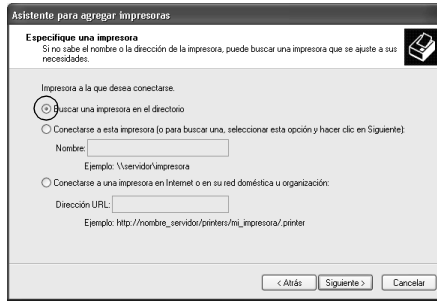 Asistente para agregar impresoras
Especifique una impresora
Si no sabe el nombre o la dirección de la impresora, puede buscar una impresora que se ajuste a sus
necesidades.
Impresora a la que desea conectarse.
Buscar una impresora en el directorio
Conectarse a esta impresora (o para buscar una, seleccionar esta opción y hacer clic en Siguiente):
Nombre:
Ejemplo: \\servidor\impresora
Conectarse a una impresora en Internet o en su red doméstica u organización:
Dirección URL:
Ejemplo: http://nombre_servidor/printers/mi_impresora/.printer
< Atrás Siguiente > Cancelar